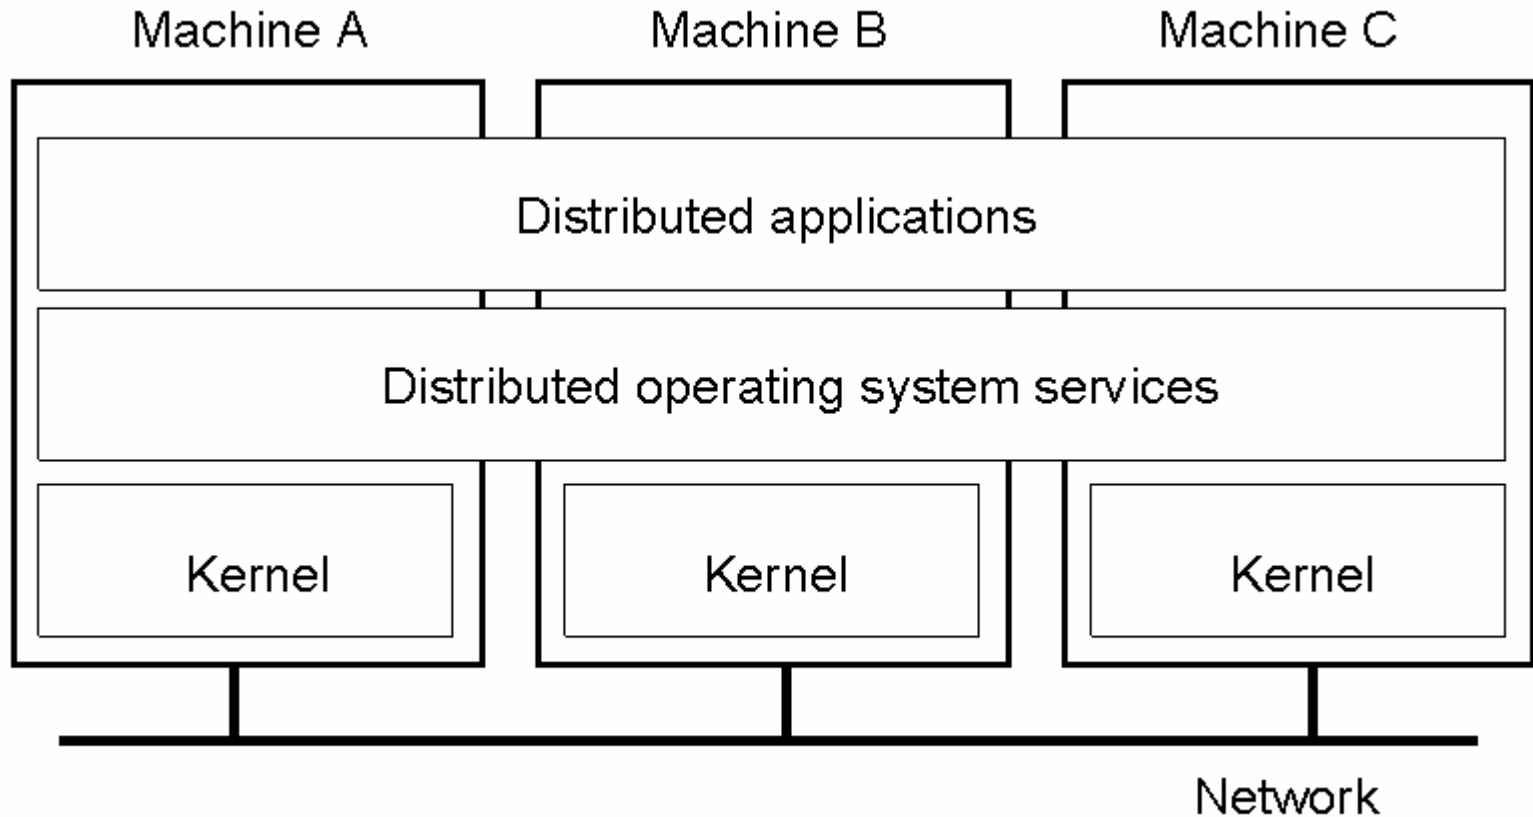 Machine A
Machine B
Machine C
Distributed applications
Distributed operating system services
Kernel
Kernel
Kernel
Network